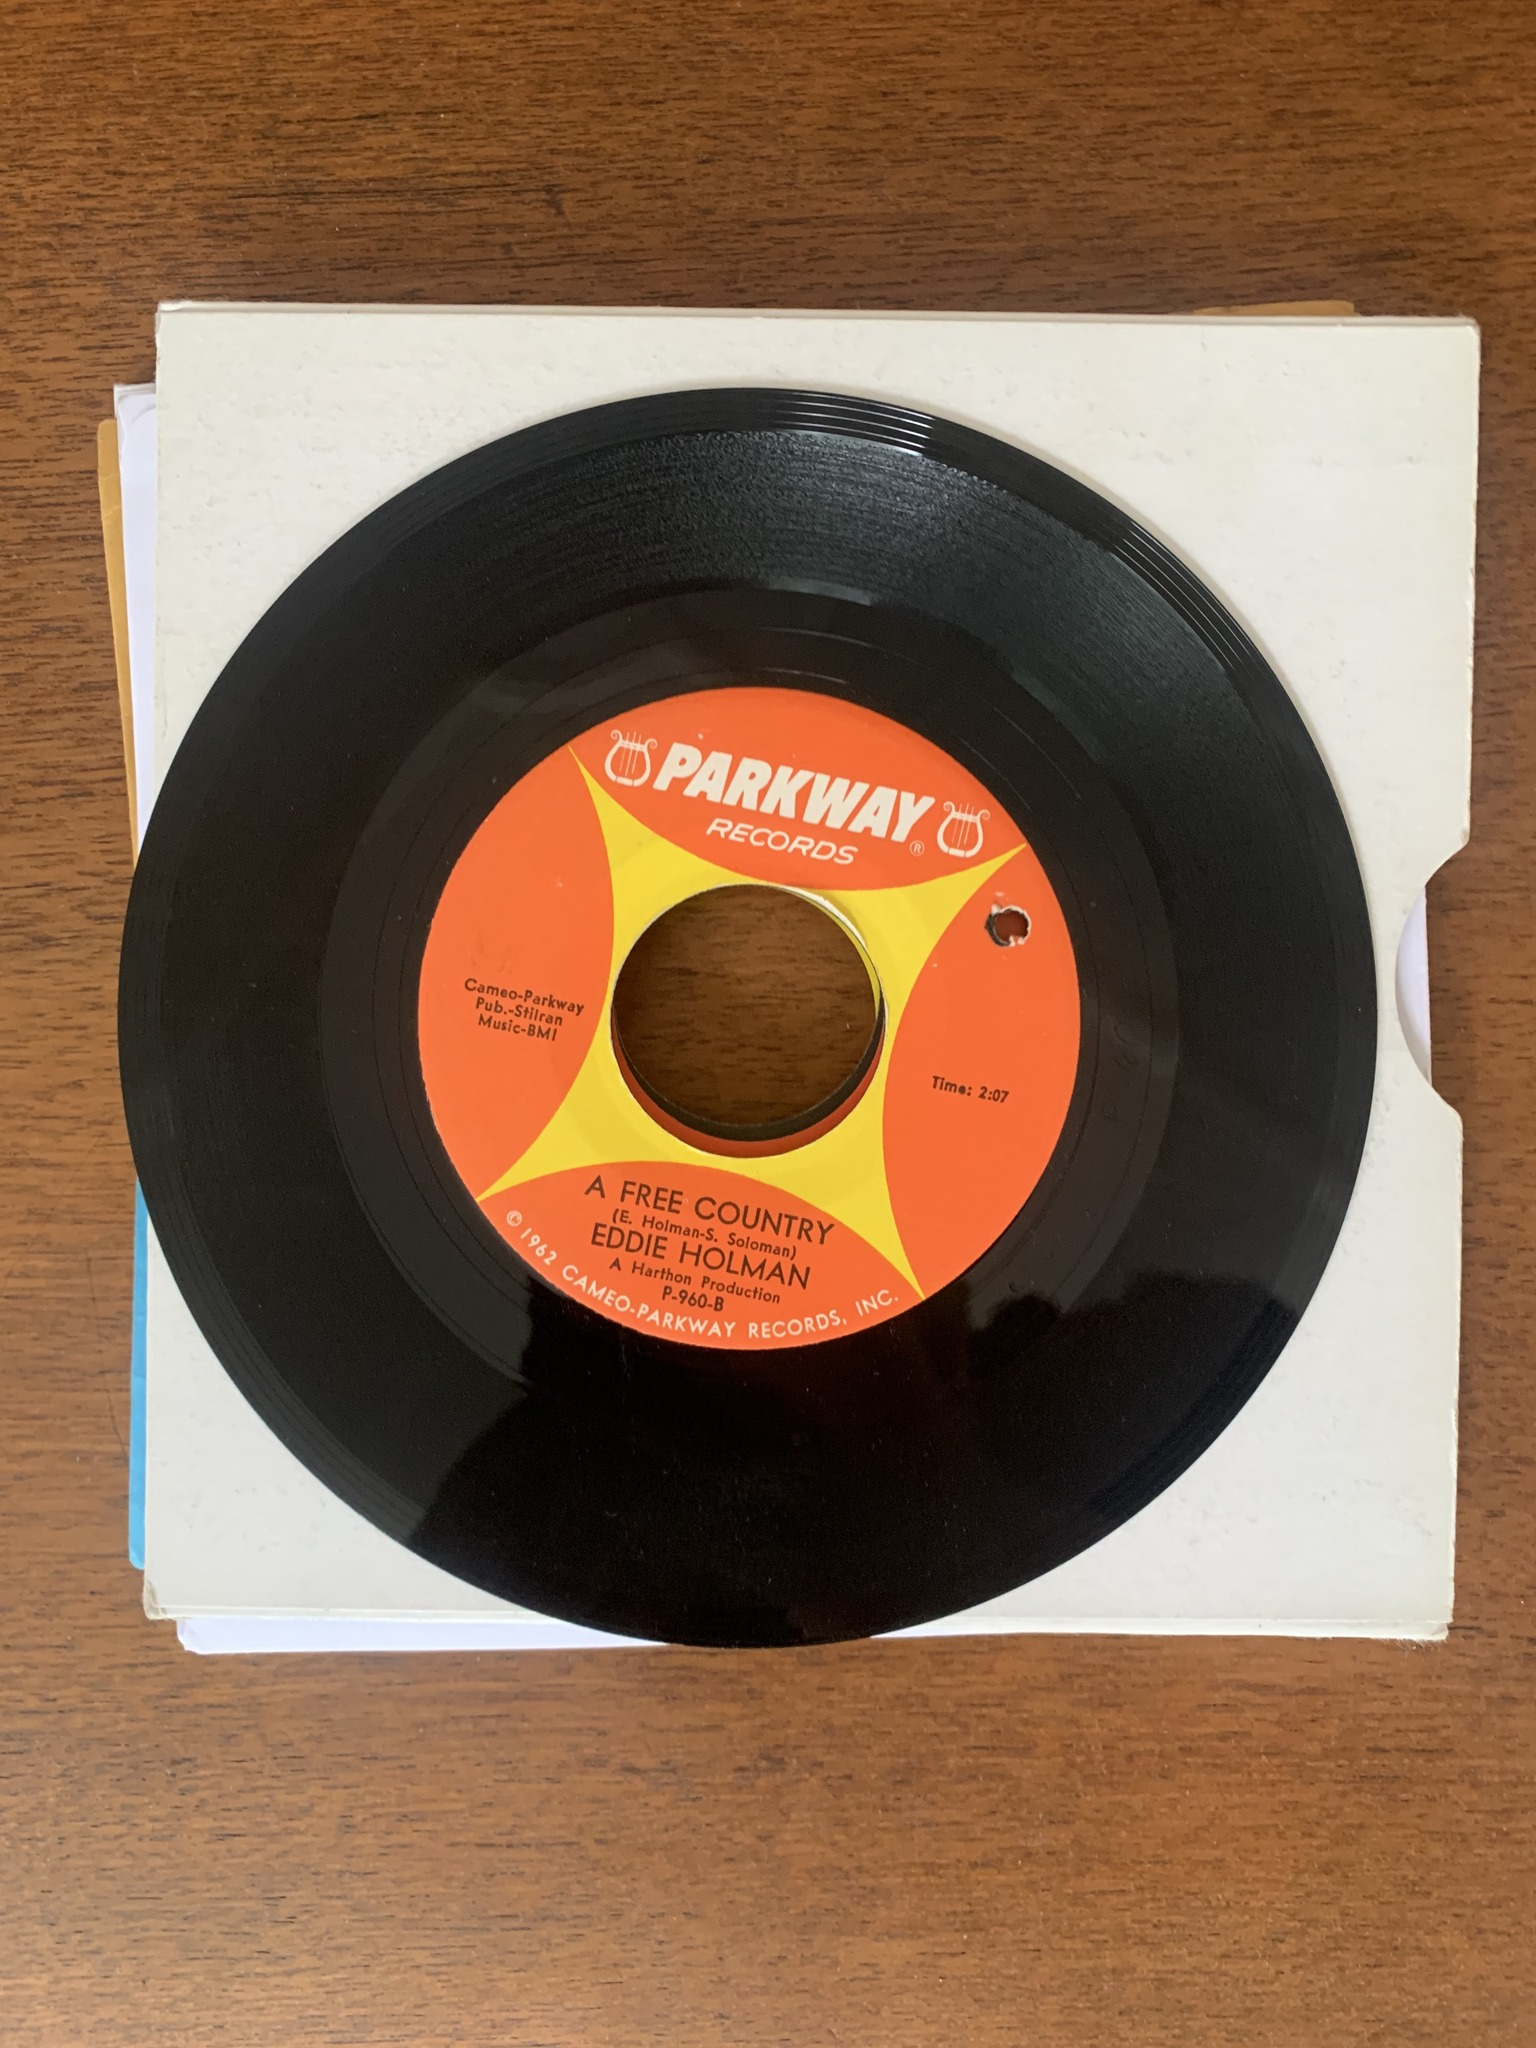 PARKWAY
RECORDS®
Cameo-Parkway
Pub.-Stilran
Music-BMI
Time: 2:07
A FREE COUNTRY
(E. Holman-S. Soloman)
EDDIE HOLMAN
A Harthon Production
P-960-B
© 1962 CAMEO-PARKWAY RECORDS, INC.